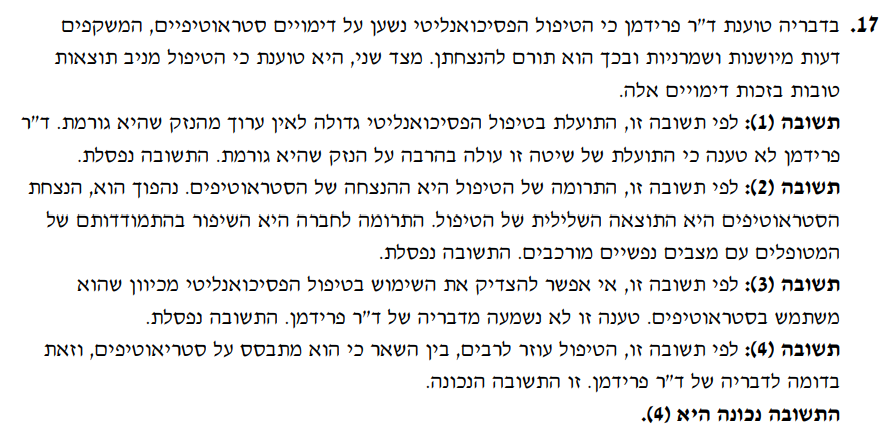 17. בדבריה טוענת ד"ר פרידמן כי הטיפול הפסיכואנליטי נשען על דימויים סטראוטיפיים, המשקפים
דעות מיושנות ושמרניות ובכך הוא תורם להנצחתן. מצד שני, היא טוענת כי הטיפול מניב תוצאות
טובות בזכות דימויים אלה.
תשובה (1): לפי תשובה זו, התועלת בטיפול הפסיכואנליטי גדולה לאין ערוך מהנזק שהיא גורמת. ד"ר
פרידמן לא טענה כי התועלת של שיטה זו עולה בהרבה על הנזק שהיא גורמת. התשובה נפסלת.
תשובה (2): לפי תשובה זו, התרומה של הטיפול היא ההנצחה של הסטראוטיפים. נהפוך הוא, הנצחת
הסטראוטיפים היא התוצאה השלילית של הטיפול. התרומה לחברה היא השיפור בהתמודדותם של
המטופלים עם מצבים נפשיים מורכבים. התשובה נפסלת.
תשובה (3): לפי תשובה זו, אי אפשר להצדיק את השימוש בטיפול הפסיכואנליטי מכיוון שהוא
משתמש בסטראוטיפים. טענה זו לא נשמעה מדבריה של ד"ר פרידמן. התשובה נפסלת.
תשובה (4): לפי תשובה זו, הטיפול עוזר לרבים, בין השאר כי הוא מתבסס על סטריאוטיפים, וזאת
בדומה לדבריה של ד"ר פרידמן. זו התשובה הנכונה.
התשובה נכונה היא (4).